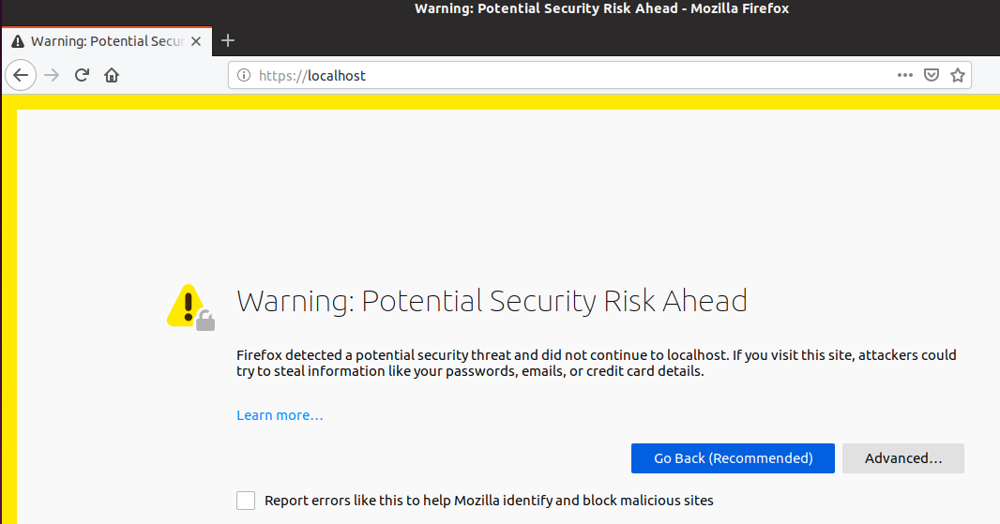 Warning: Potential Security Risk Ahead - Mozilla Firefox
Warning: Potential Secur
https://localhost
Warning: Potential Security Risk Ahead
Firefox detected a potential security threat and did not continue to localhost. If you visit this site, attackers could
try to steal information like your passwords, emails, or credit card details.
Learn more…
Go Back (Recommended)
Advanced…
Report errors like this to help Mozilla identify and block malicious sites